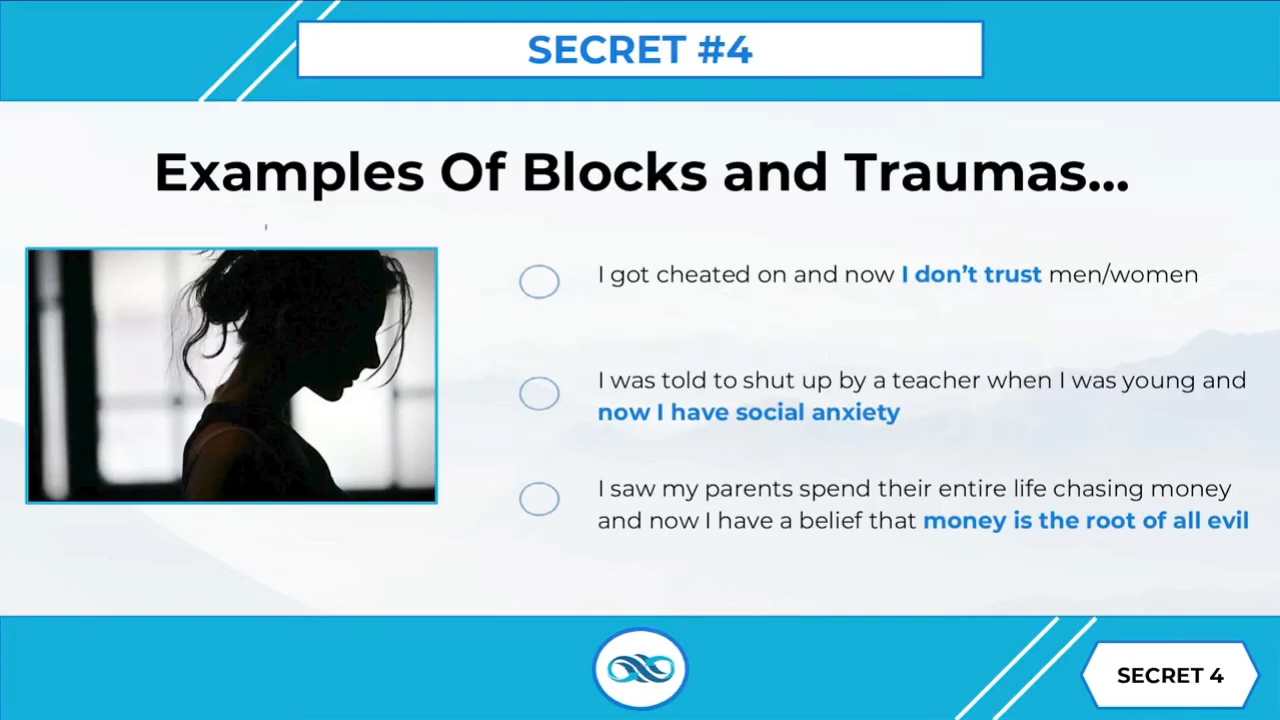 SECRET #4
Examples Of Blocks and Traumas...
I got cheated on and now I don't trust men/women
I was told to shut up by a teacher when I was young and
now I have social anxiety
I saw my parents spend their entire life chasing money
and now I have a belief that money is the root of all evil
SECRET 4